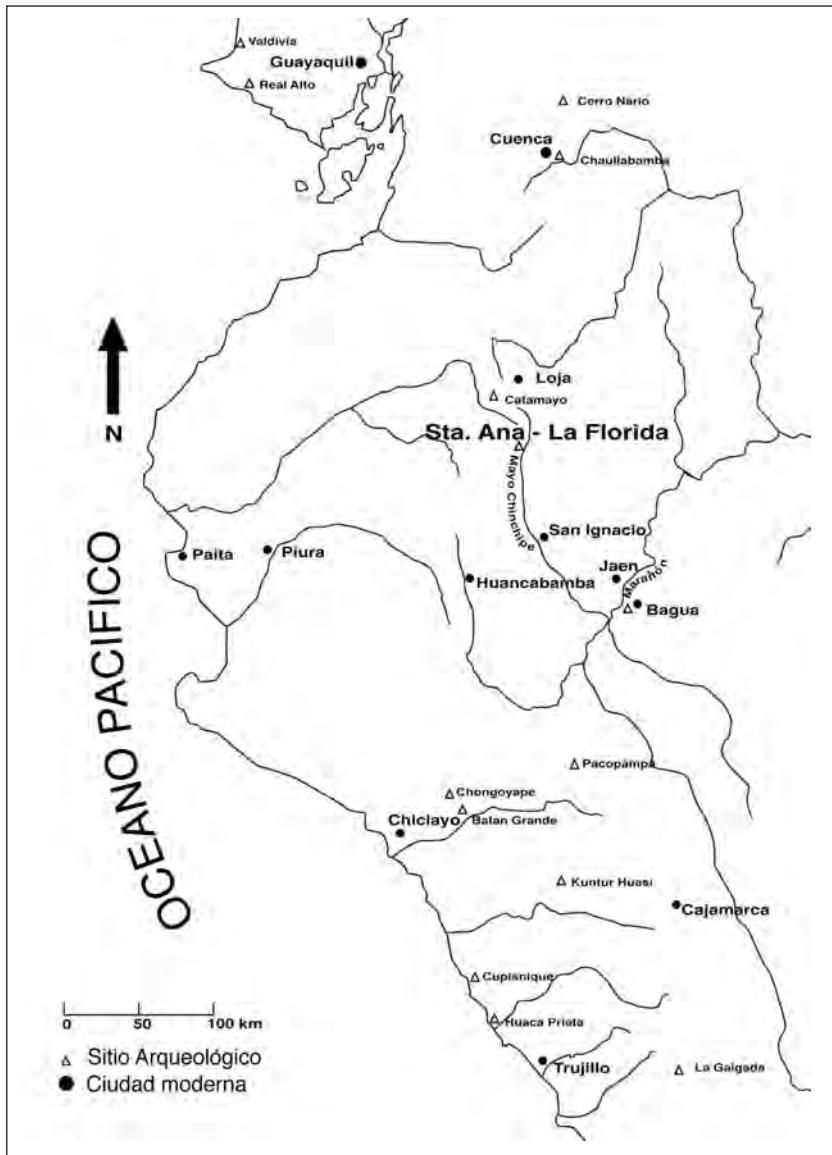 Valdivia
Guayaquil
Real Alto
Cerro Nario
Cuenca
Chaullabamba
N
Loja
Catamayo
Sta. Ana - La Florida
Mayo Chinchipe
San Ignacio
Paita
Piura
Huancabamba
Jaen
Marañon
Bagua
OCEANO PACIFICO
Pacopampa
Chongoyape
Chiclayo
Balan Grande
Kuntur Huasi
Cajamarca
Cupisnique
0 50 100 km
Huaca Prieta
Sitio Arqueológico
Trujillo
La Galgada
Ciudad moderna